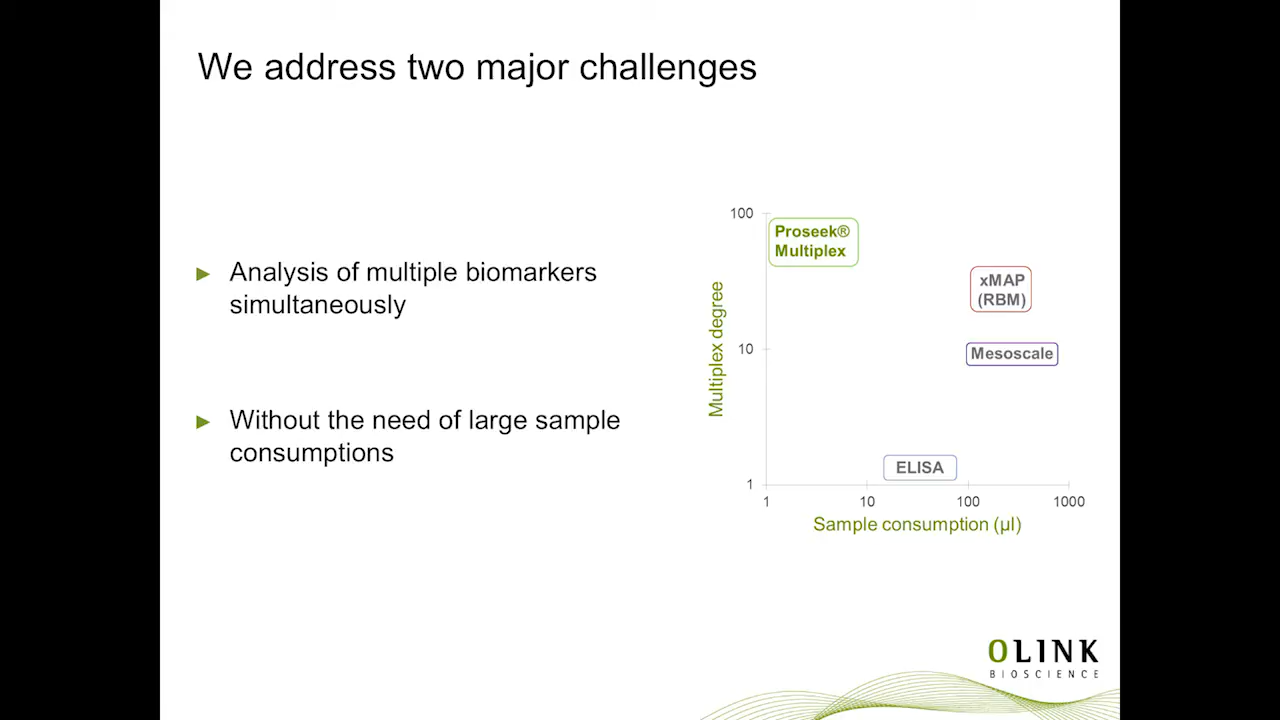 We address two major challenges
► Analysis of multiple biomarkers
simultaneously
► Without the need of large sample
consumptions
Multiplex degree
100
10
1
Proseek®
Multiplex
xMAP
(RBM)
Mesoscale
ELISA
1 10 100 1000
Sample consumption (µl)
OLINK
BIOSCIENCE